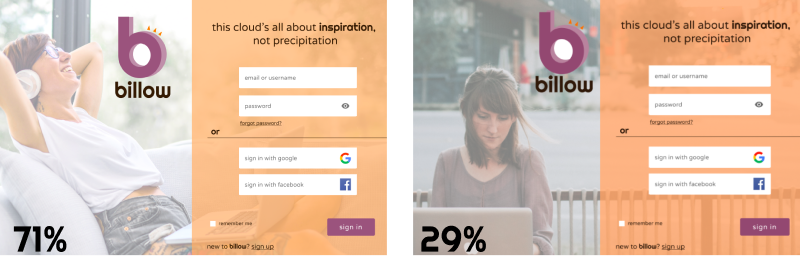 b
billow
this cloud's all about inspiration,
not precipitation
email or username
password
forgot password?
or
sign in with google
sign in with facebook
remember me
sign in
new to billow? sign up
71%
b
billow
this cloud's all about inspiration,
not precipitation
email or username
password
forgot password?
or
sign in with google
sign in with facebook
remember me
sign in
new to billow? sign up
29%